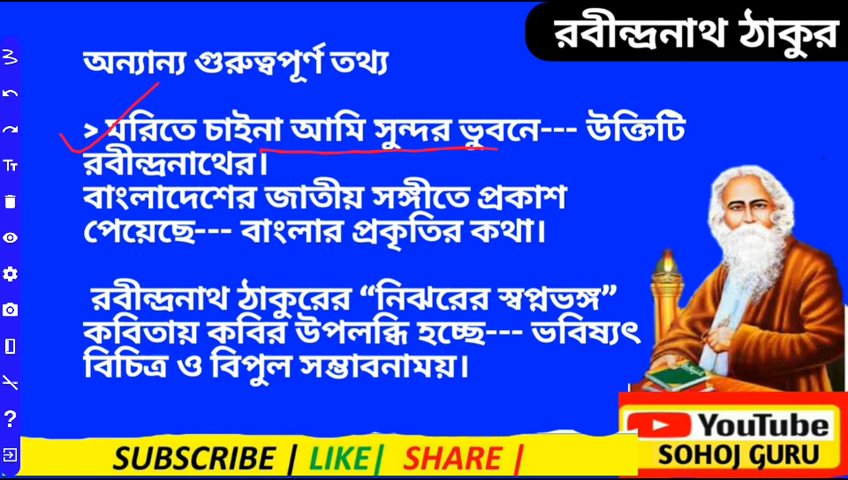 রবীন্দ্রনাথ ঠাকুর
অন্যান্য গুরুত্বপূর্ণ তথ্য
> মরিতে চাইনা আমি সুন্দর ভুবনে--- উক্তিটি
রবীন্দ্রনাথের।
বাংলাদেশের জাতীয় সঙ্গীতে প্রকাশ
পেয়েছে--- বাংলার প্রকৃতির কথা।
রবীন্দ্রনাথ ঠাকুরের “নিঝরের স্বপ্নভঙ্গ”
কবিতায় কবির উপলব্ধি হচ্ছে--- ভবিষ্যৎ
বিচিত্র ও বিপুল সম্ভাবনাময়।
YouTube
SOHOJ GURU
SUBSCRIBE | LIKE| SHARE |